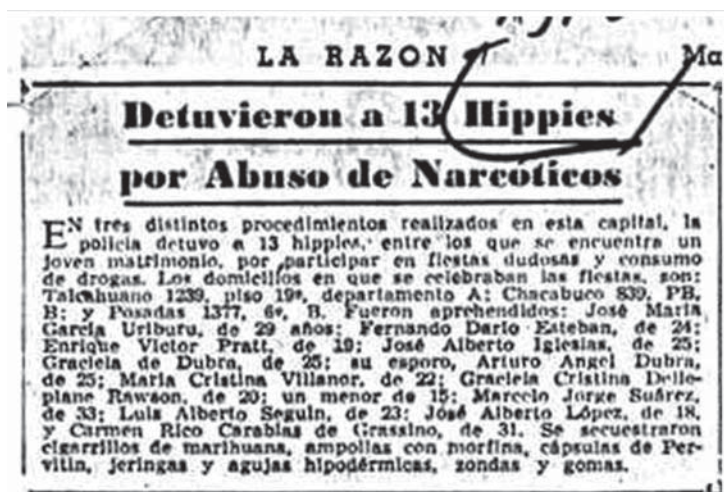 LA RAZON
Ma
Detuvieron a 13 Hippies
por Abuso de Narcóticos
EN tres distintos procedimientos realizados en esta capital, la
policía detuvo a 13 hippies, entre los que se encuentra un
joven matrimonio, por participar en fiestas dudosas y consumo
de drogas. Los domicilios en que se celebraban las fiestas, son:
Talcahuano 1239, piso 19º, departamento A; Chacabuco 839, PB,
B; y Posadas 1377, 6º, B. Fueron aprehendidos: José María
García Uriburu, de 29 años; Fernando Darío Esteban, de 24;
Enrique Víctor Pratt, de 19; José Alberto Iglesias, de 25;
Graciela de Dubra, de 25; su esporo, Arturo Angel Dubra,
de 25; María Cristina Villanor, de 22; Graciela Cristina Delle-
piane Rawson, de 20; un menor de 15; Marcelo Jorge Suárez,
de 33; Luis Alberto Seguin, de 23; José Alberto López, de 18,
y Carmen Rico Carabias de Grassino, de 31. Se secuestraron
cigarrillos de marihuana, ampollas con morfina, cápsulas de Per-
vitin, jeringas y agujas hipodérmicas, zondas y gomas.